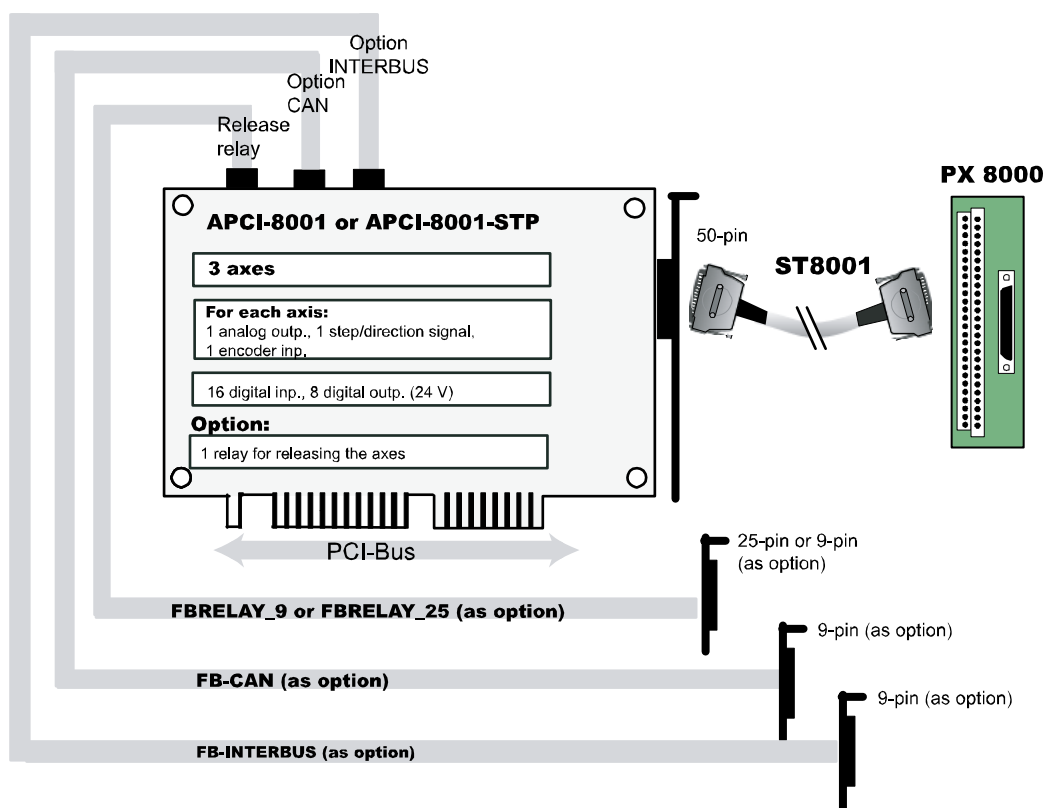 Option
INTERBUS
Option
CAN
Release
relay
PX 8000
APCI-8001 or APCI-8001-STP
50-pin
ST8001
3 axes
For each axis:
1 analog outp., 1 step/direction signal,
1 encoder inp.
16 digital inp., 8 digital outp. (24 V)
Option:
1 relay for releasing the axes
PCI-Bus
25-pin or 9-pin
(as option)
FBRELAY_9 or FBRELAY_25 (as option)
9-pin (as option)
FB-CAN (as option)
9-pin (as option)
FB-INTERBUS (as option)